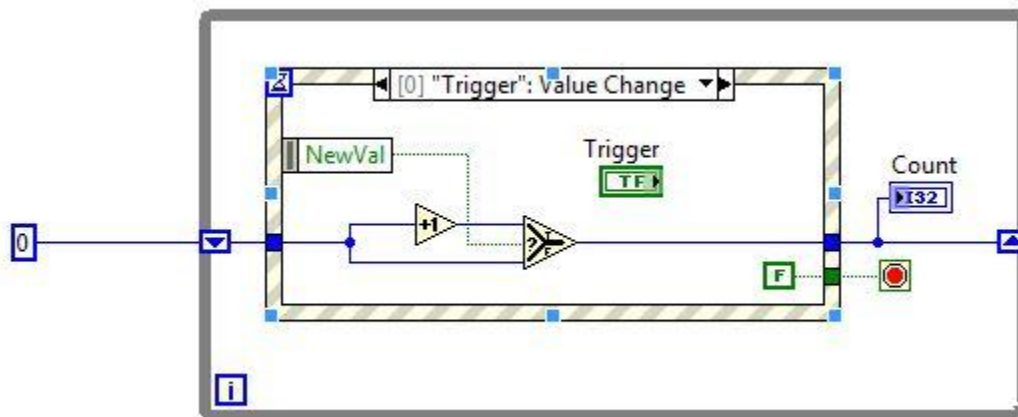 [0] "Trigger": Value Change
NewVal
Trigger
TF
Count
I32
+1
T
?
F
0
F
i